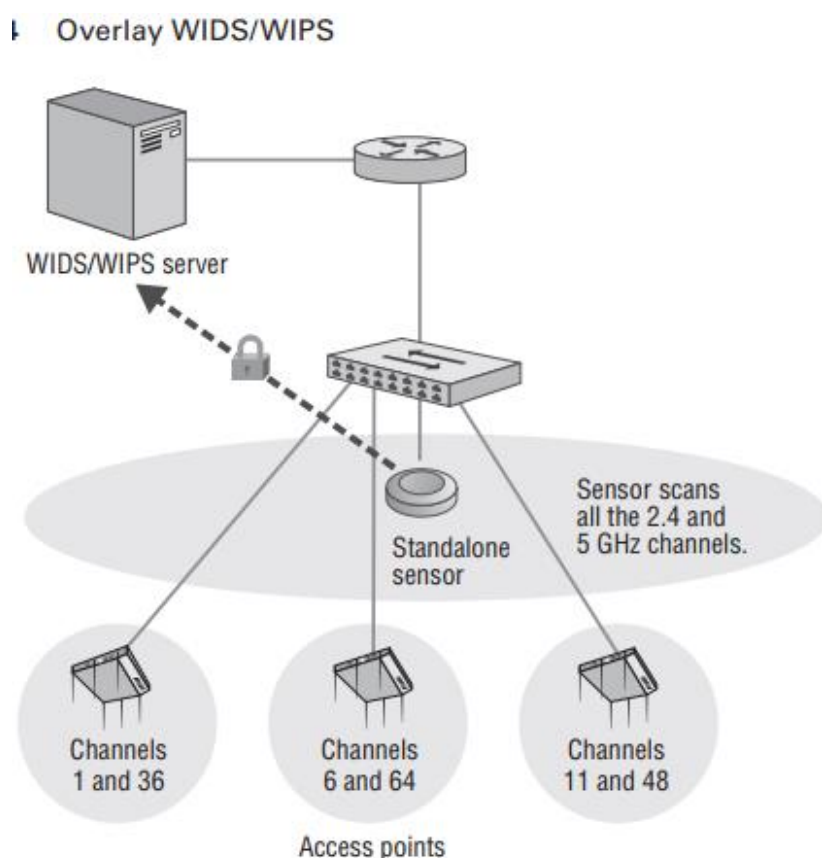 Overlay WIDS/WIPS
WIDS/WIPS server
Sensor scans
all the 2.4 and
5 GHz channels.
Standalone
sensor
Channels
1 and 36
Channels
6 and 64
Channels
11 and 48
Access points